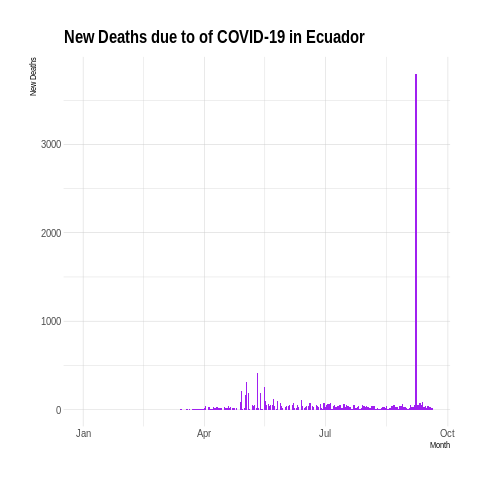 New Deaths due to of COVID-19 in Ecuador
New Deaths
3000
2000
1000
0
Jan Apr Jul Oct
Month